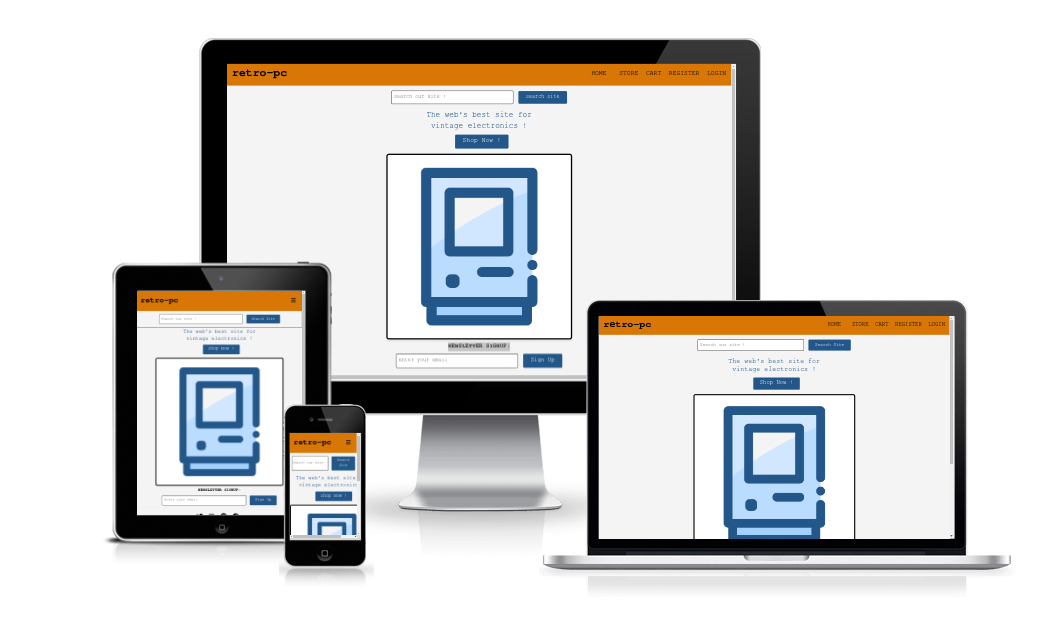 retro-pc
HOME STORE CART REGISTER LOGIN
search our site !
search site
The web's best site for
vintage electronics !
Shop Now !
NEWSLETTER SIGNUP:
enter your email
Sign Up
retro-pc
Search our site !
Search Site
The web's best site for
vintage electronics !
Shop now !
NEWSLETTER SIGNUP:
Enter your email
Sign Up
retro-pc
Search our site
Search
Site
The web's best site
vintage electronic
Shop now !
retro-pc
HOME STORE CART REGISTER LOGIN
Search our site !
Search Site
The web's best site for
vintage electronics !
Shop Now !